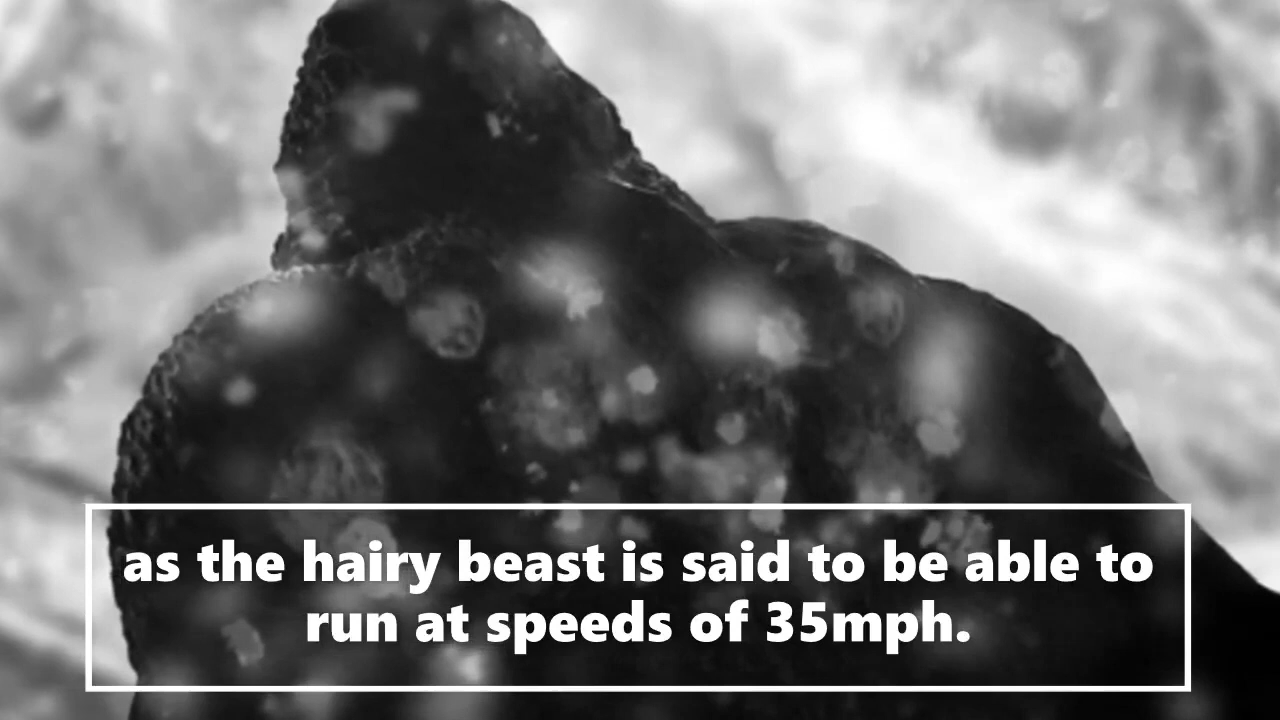 as the hairy beast is said to be able to
run at speeds of 35mph.